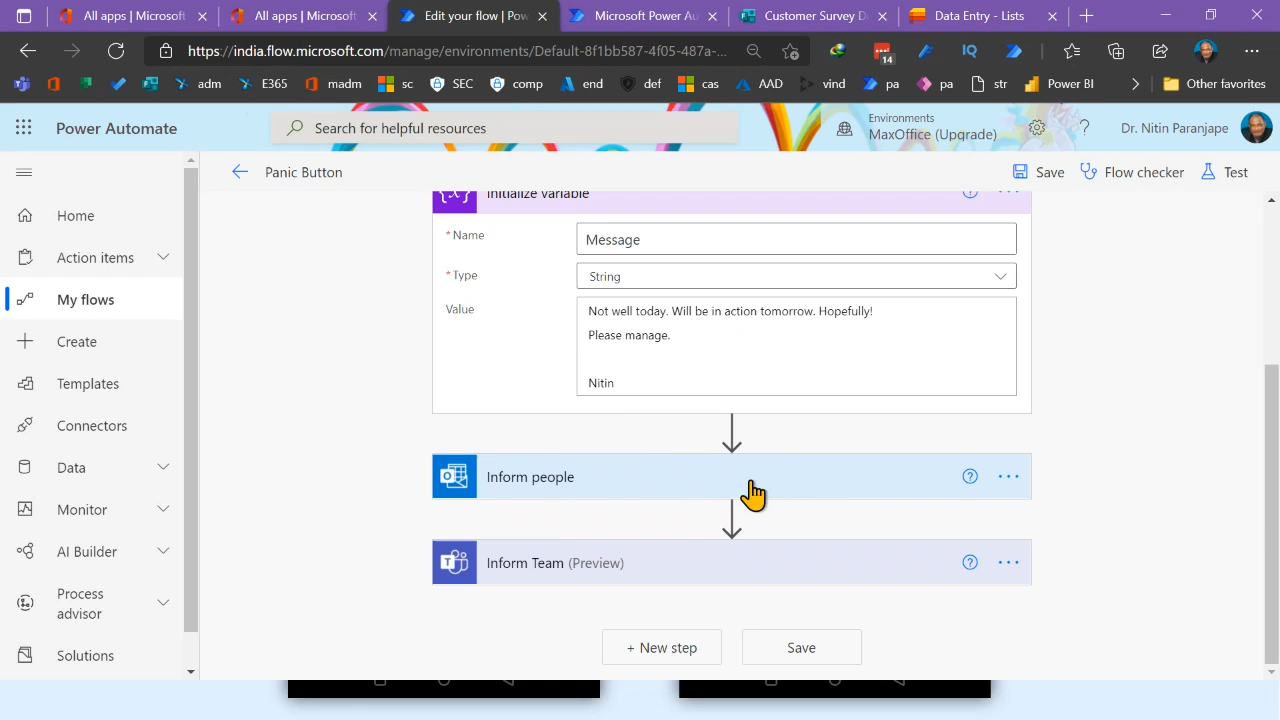 All apps | Microsoft
All apps | Microsoft
Edit your flow | Pow
Microsoft Power Au
Customer Survey D
Data Entry - Lists
https://india.flow.microsoft.com/manage/environments/Default-8f1bb587-4f05-487a-...
14
IQ
adm
E365
madm
sc
SEC
comp
end
def
cas
AAD
vind
pa
pa
str
Power BI
Other favorites
Power Automate
Search for helpful resources
Environments
MaxOffice (Upgrade)
Dr. Nitin Paranjape
Panic Button
Save
Flow checker
Test
Home
Action items
My flows
Create
Templates
Connectors
Data
Monitor
AI Builder
Process
advisor
Solutions
Initialize variable
* Name
Message
* Type
String
Value
Not well today. Will be in action tomorrow. Hopefully!
Please manage.
Nitin
Inform people
Inform Team (Preview)
+ New step
Save